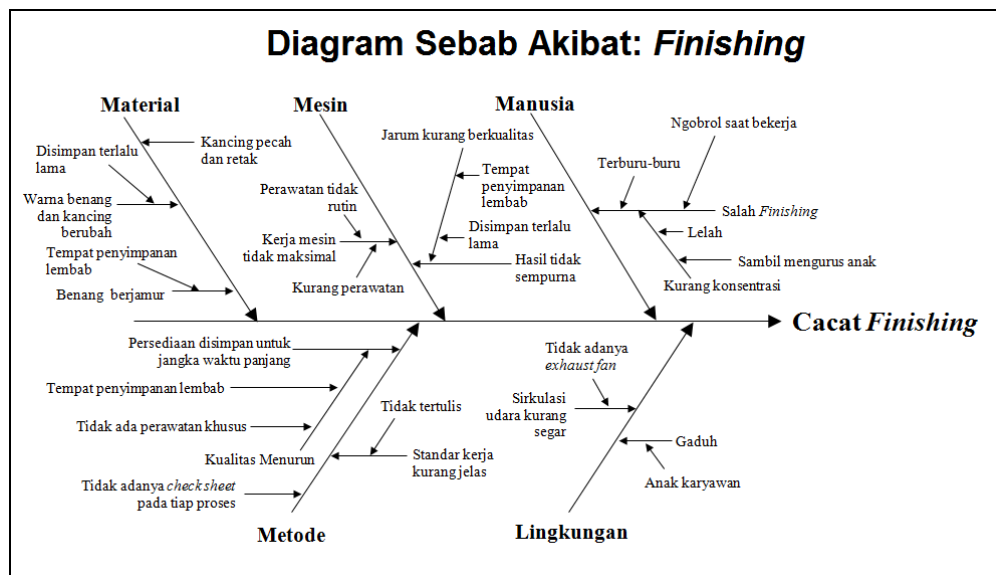 Diagram Sebab Akibat: Finishing
Material
Mesin
Manusia
Kancing pecah
dan retak
Disimpan terlalu
lama
Warna benang
dan kancing
berubah
Tempat penyimpanan
lembab
Benang berjamur
Jarum kurang berkualitas
Perawatan tidak
rutin
Tempat
penyimpanan
lembab
Kerja mesin
tidak maksimal
Disimpan terlalu
lama
Hasil tidak
sempurna
Kurang perawatan
Ngobrol saat bekerja
Terburu-buru
Salah Finishing
Lelah
Sambil mengurus anak
Kurang konsentrasi
Cacat Finishing
Persediaan disimpan untuk
jangka waktu panjang
Tempat penyimpanan lembab
Tidak ada perawatan khusus
Kualitas Menurun
Tidak adanya check sheet
pada tiap proses
Tidak tertulis
Standar kerja
kurang jelas
Tidak adanya
exhaust fan
Sirkulasi
udara kurang
segar
Gaduh
Anak karyawan
Metode
Lingkungan